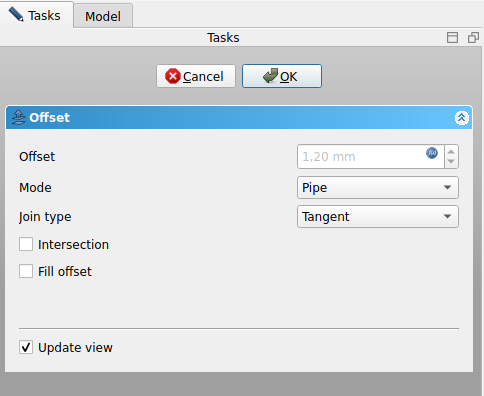 Tasks Model
Tasks
Cancel OK
Offset
Offset 1,20 mm f(x)
Mode Pipe
Join type Tangent
Intersection
Fill offset
Update view